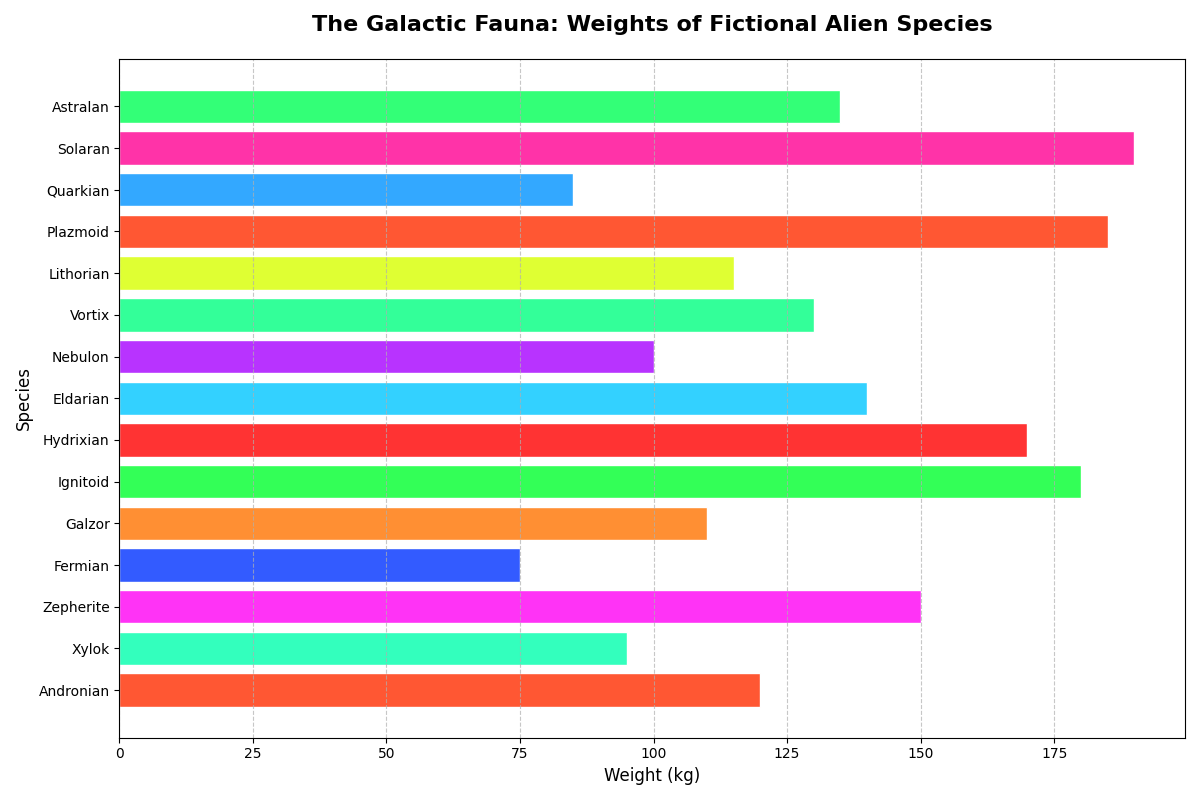 The Galactic Fauna: Weights of Fictional Alien Species
Species
Astralan
Solaran
Quarkian
Plazmoid
Lithorian
Vortix
Nebulon
Eldarian
Hydrixian
Ignitoid
Galzor
Fermian
Zepherite
Xylok
Andronian
0 25 50 75 100 125 150 175
Weight (kg)